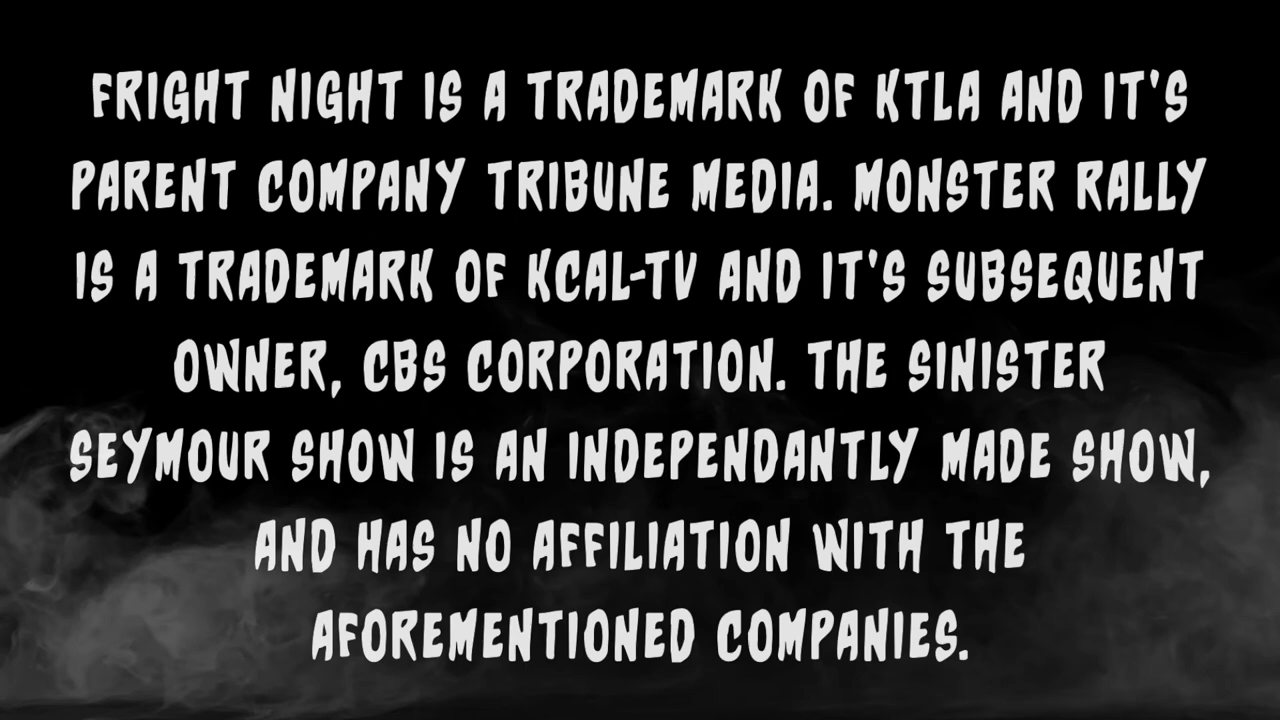 FRIGHT NIGHT IS A TRADEMARK OF KTLA AND IT'S
PARENT COMPANY TRIBUNE MEDIA. MONSTER RALLY
IS A TRADEMARK OF KCAL-TV AND IT'S SUBSEQUENT
OWNER, CBS CORPORATION. THE SINISTER
SEYMOUR SHOW IS AN INDEPENDANTLY MADE SHOW,
AND HAS NO AFFILIATION WITH THE
AFOREMENTIONED COMPANIES.